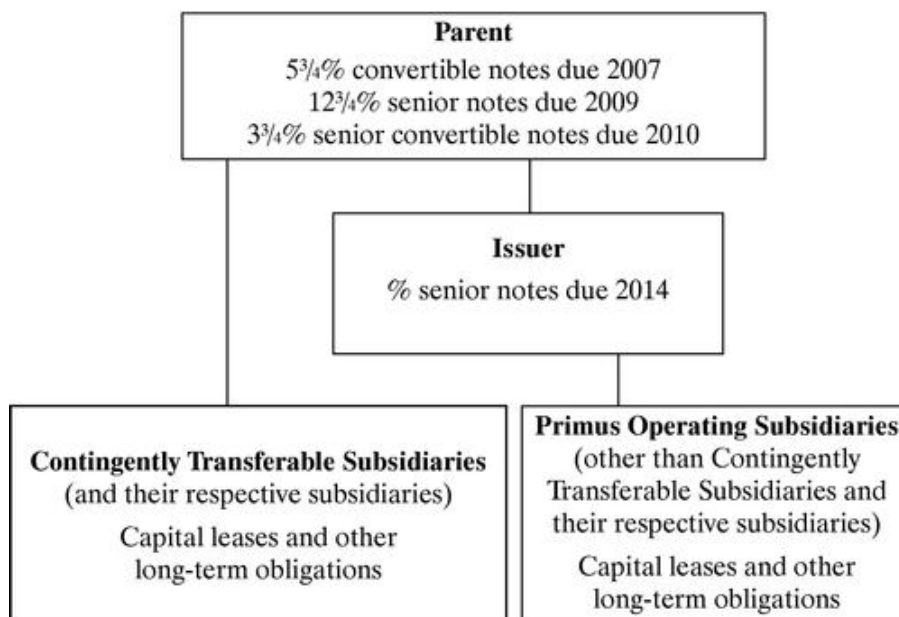 Parent
5¾% convertible notes due 2007
12¾% senior notes due 2009
3¾% senior convertible notes due 2010
Issuer
% senior notes due 2014
Contingently Transferable Subsidiaries
(and their respective subsidiaries)
Capital leases and other
long-term obligations
Primus Operating Subsidiaries
(other than Contingently
Transferable Subsidiaries and
their respective subsidiaries)
Capital leases and other
long-term obligations